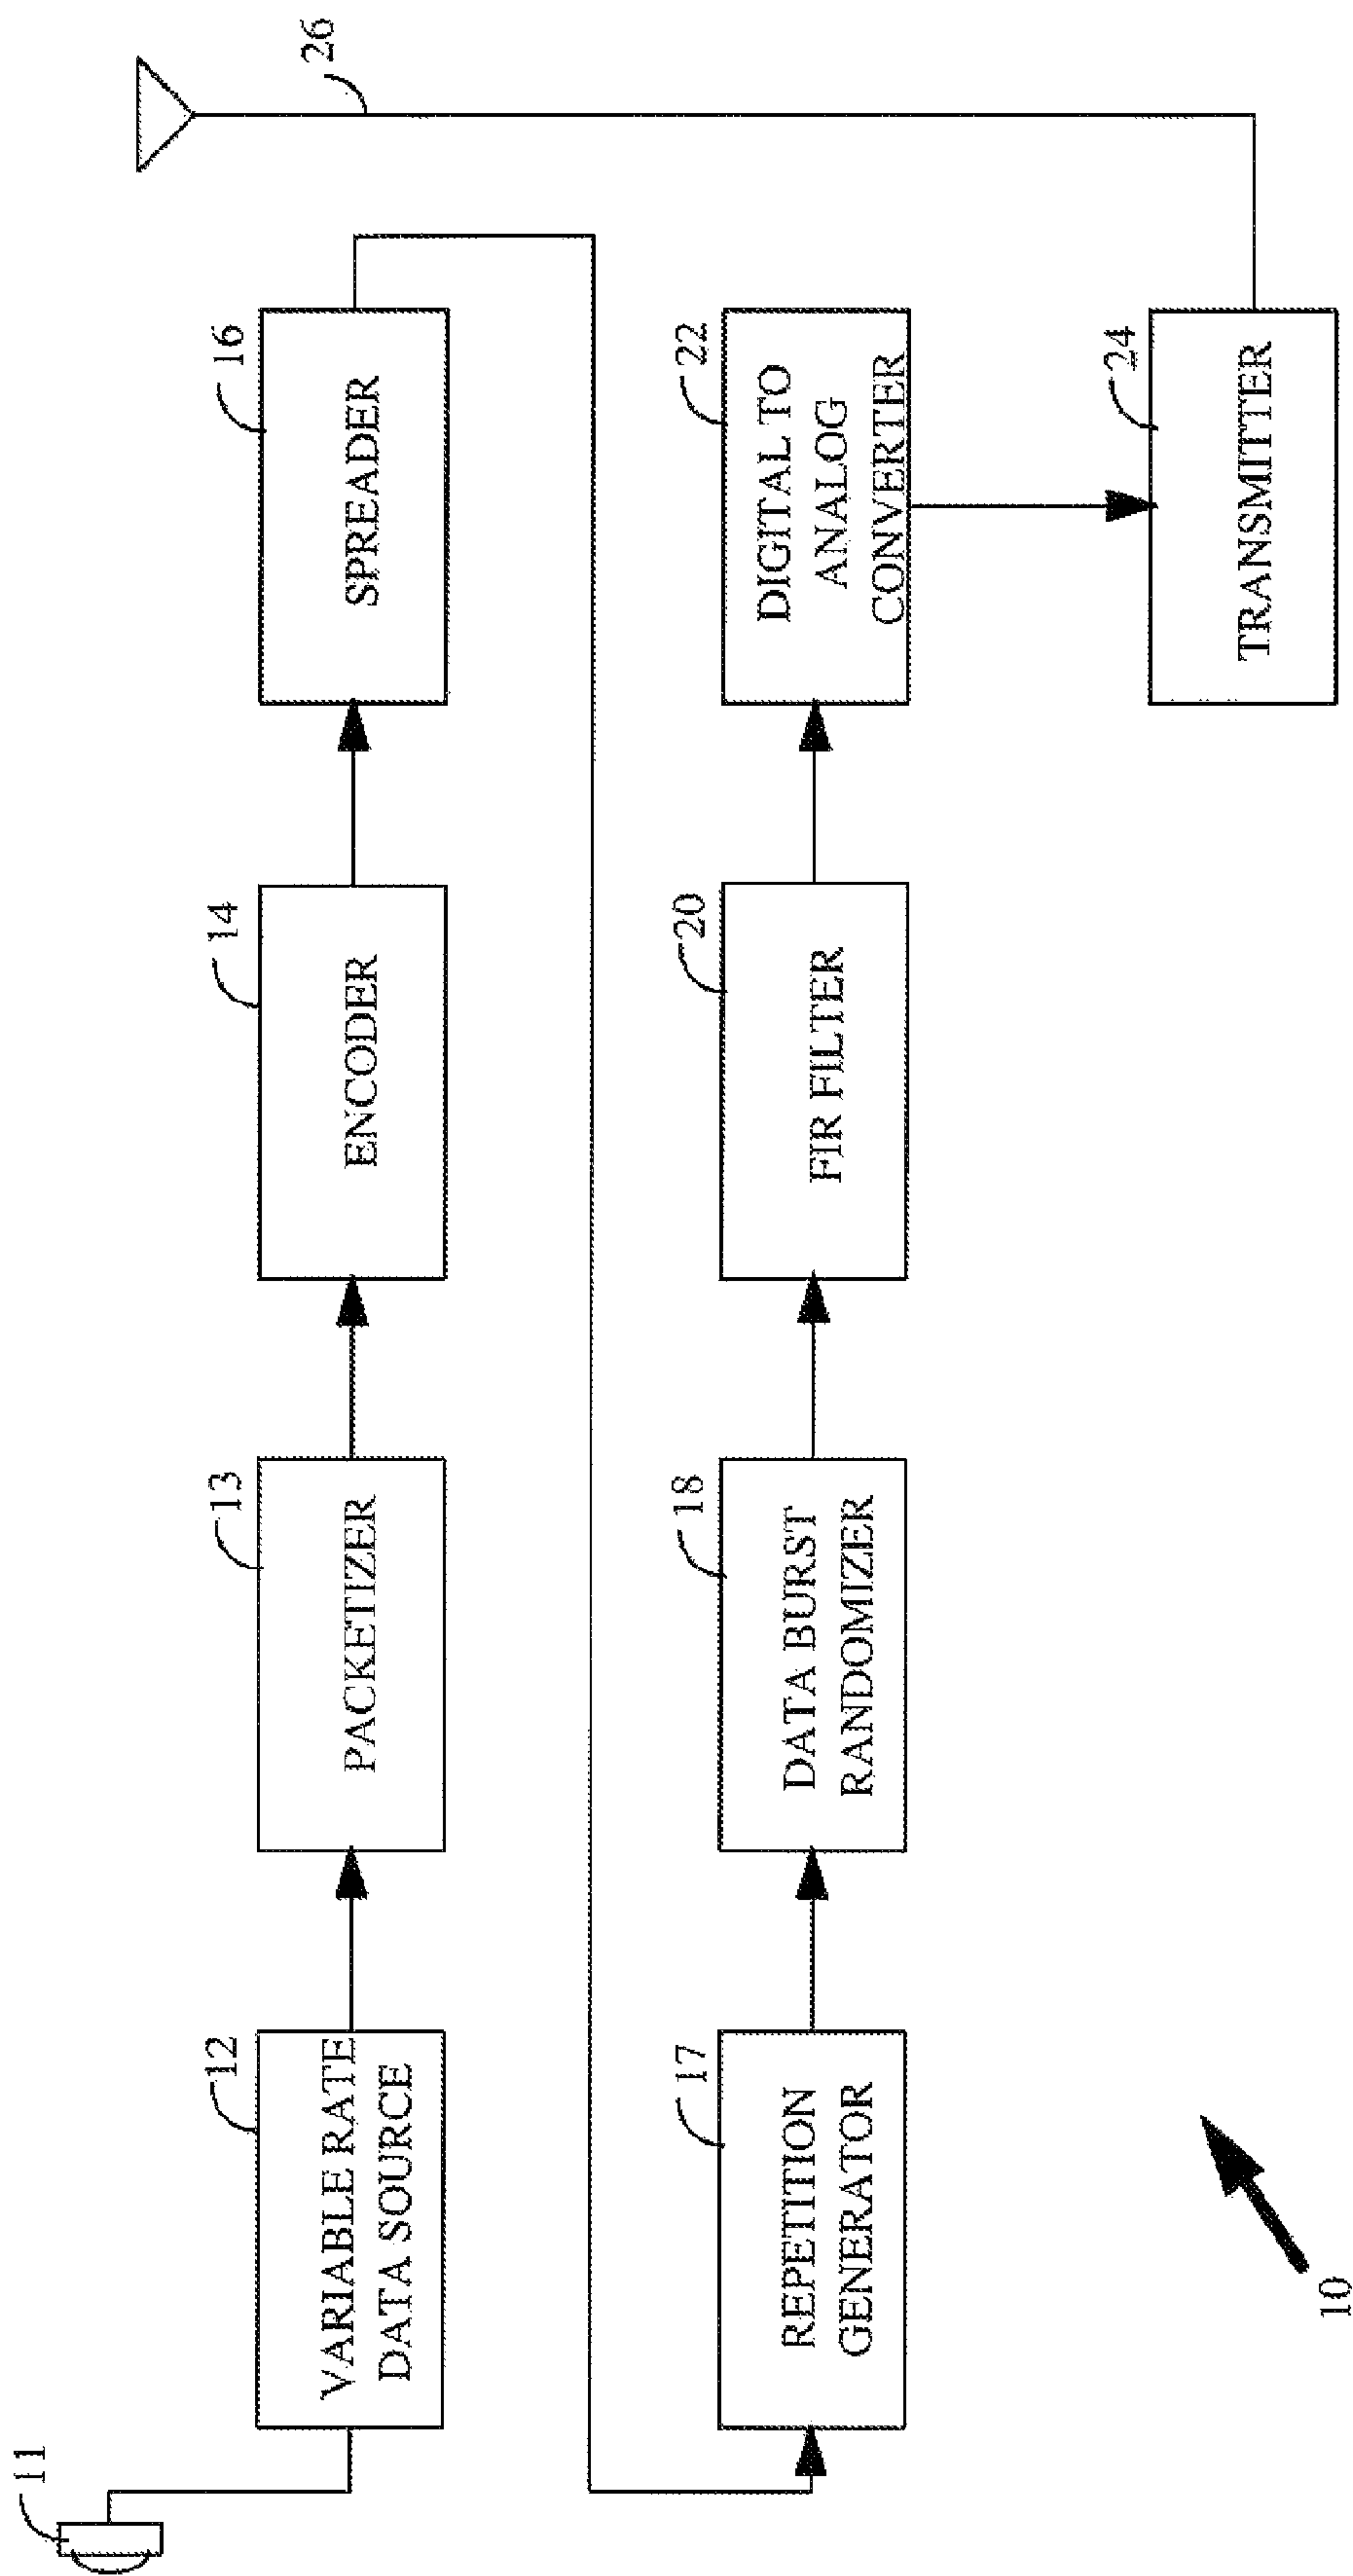 11
12
VARIABLE RATE
DATA SOURCE
13
PACKETIZER
14
ENCODER
16
SPREADER
26
17
REPETITION
GENERATOR
18
DATA BURST
RANDOMIZER
20
FIR FILTER
22
DIGITAL TO
ANALOG
CONVERTER
24
TRANSMITTER
10